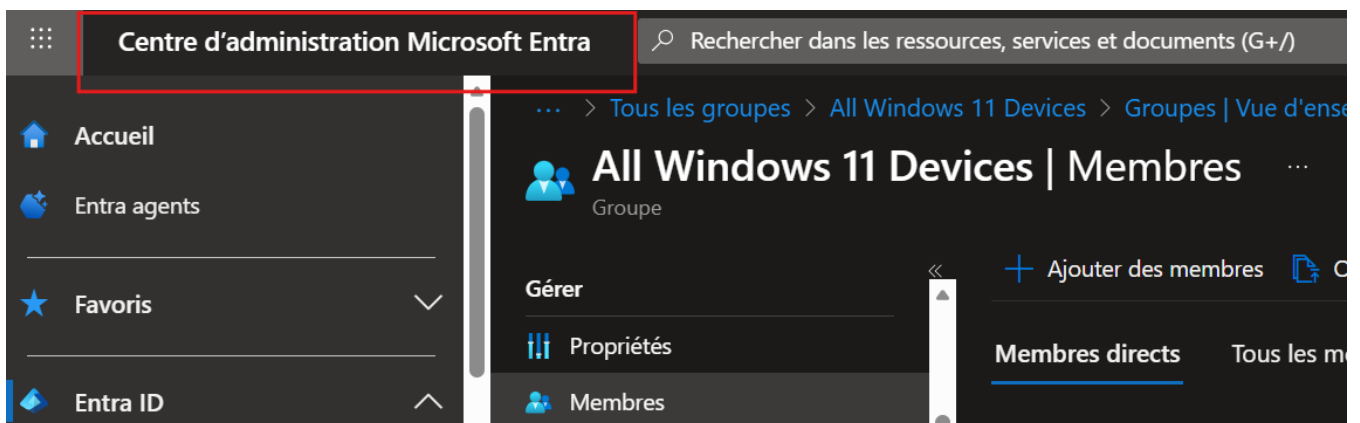 Centre d’administration Microsoft Entra
Rechercher dans les ressources, services et documents (G+/)
Accueil
Entra agents
Favoris
Entra ID
... > Tous les groupes > All Windows 11 Devices > Groupes | Vue d'ense
All Windows 11 Devices | Membres ...
Groupe
Gérer
Propriétés
Membres
Ajouter des membres
Membres directs
Tous les